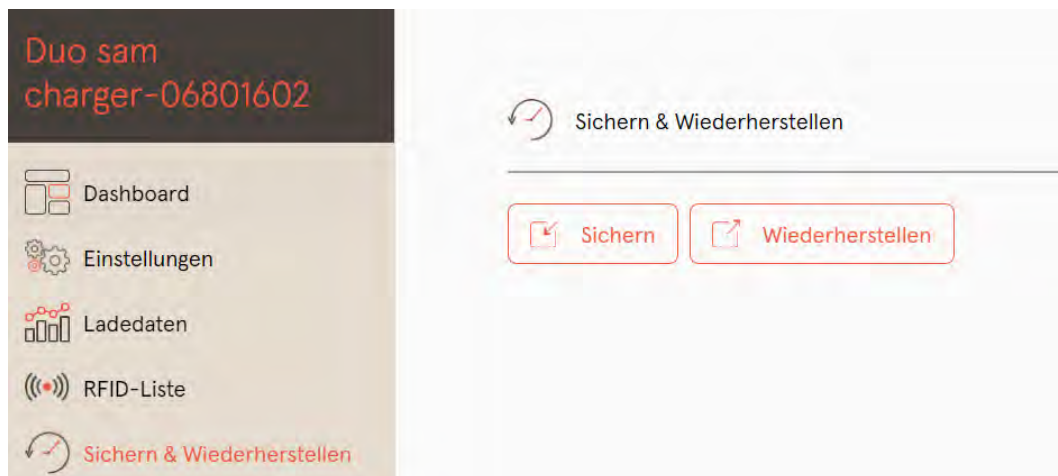 Duo sam
charger-06801602
Dashboard
Einstellungen
Ladedaten
RFID-Liste
Sichern & Wiederherstellen
Sichern & Wiederherstellen
Sichern
Wiederherstellen